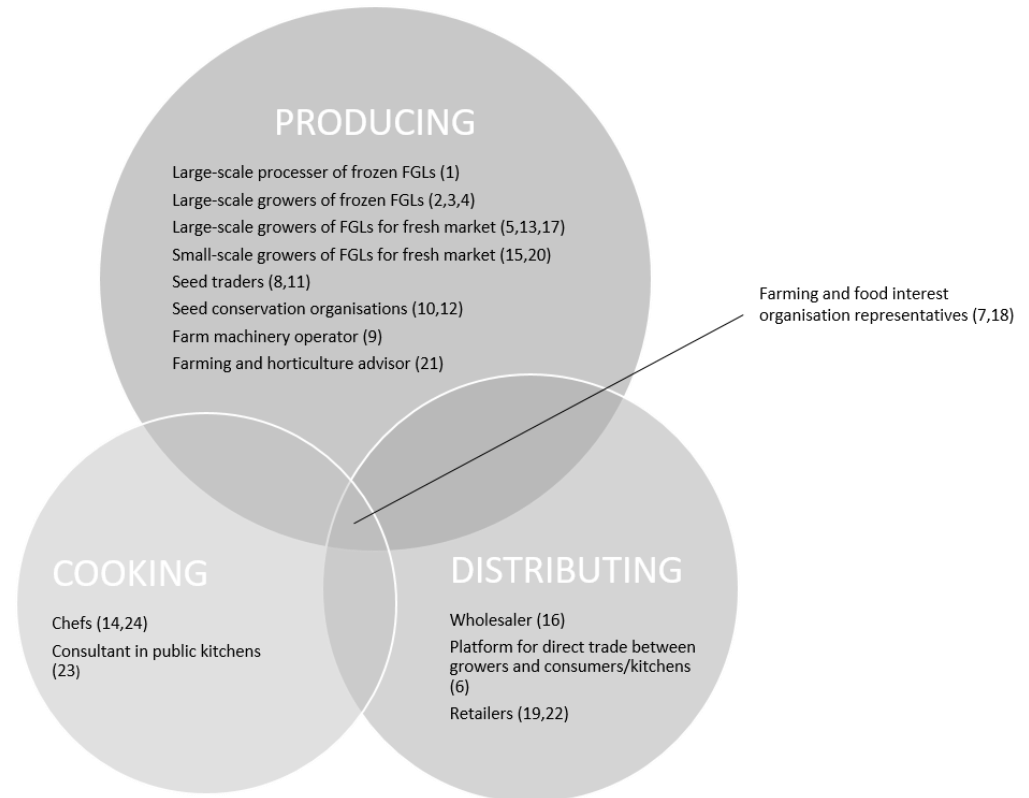 PRODUCING
Large-scale processer of frozen FGLs (1)
Large-scale growers of frozen FGLs (2,3,4)
Large-scale growers of FGLs for fresh market (5,13,17)
Small-scale growers of FGLs for fresh market (15,20)
Seed traders (8,11)
Seed conservation organisations (10,12)
Farm machinery operator (9)
Farming and horticulture advisor (21)
Farming and food interest
organisation representatives (7,18)
COOKING
Chefs (14,24)
Consultant in public kitchens
(23)
DISTRIBUTING
Wholesaler (16)
Platform for direct trade between
growers and consumers/kitchens
(6)
Retailers (19,22)